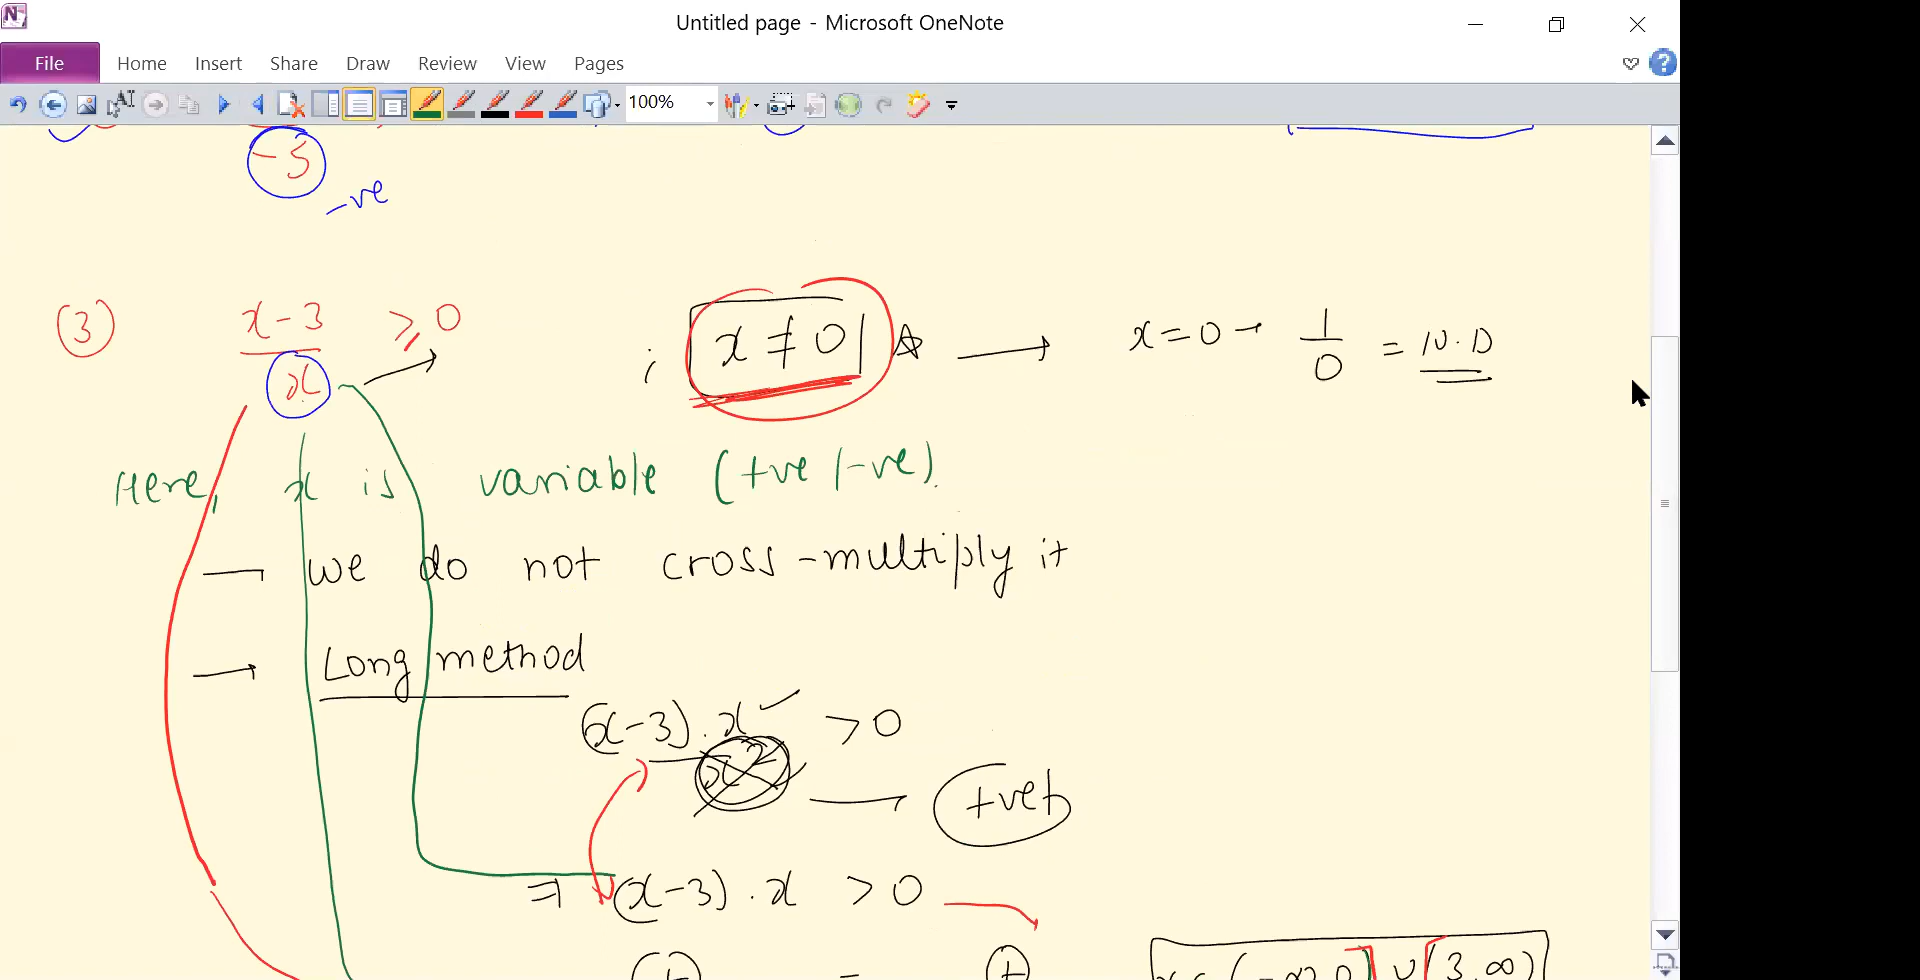 Untitled page - Microsoft OneNote
File Home Insert Share Draw Review View Pages
100%
-5
-ve
(3) x-3 / x ≥ 0 ; x ≠ 0 ☆ → x=0 → 1/0 = N.D
Here, x is variable (+ve/-ve).
— we do not cross-multiply it
→ Long method
(x-3).x > 0
x² → +ve
⇒ (x-3).x > 0
+ - +
(-∞,0] ∪ (3,∞)